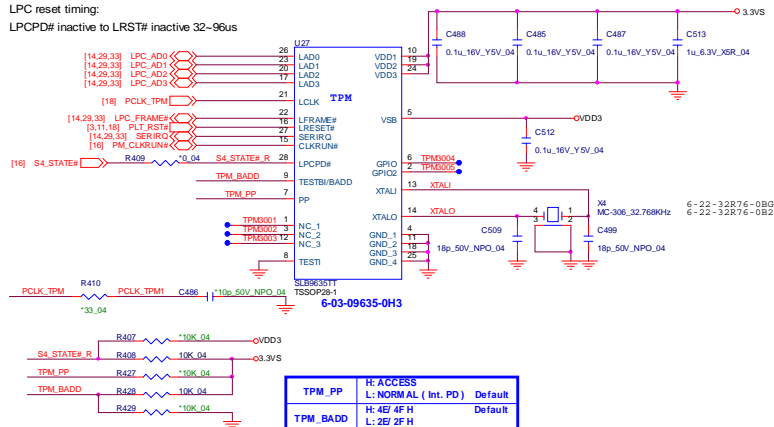 LPC reset timing:
LPCPD# inactive to LRST# inactive 32~96us
3.3VS
C488
0.1u_16V_Y5V_04
C485
0.1u_16V_Y5V_04
C487
0.1u_16V_Y5V_04
C513
1u_6.3V_X5R_04
U27
[14,29,33] LPC_AD0 26 LAD0
[14,29,33] LPC_AD1 23 LAD1
[14,29,33] LPC_AD2 20 LAD2
[14,29,33] LPC_AD3 17 LAD3
[18] PCLK_TPM 21 LCLK
[14,29,33] LPC_FRAME# 22 LFRAME#
[3,11,18] PLT_RST# 16 LRESET#
[14,29,33] SERIRQ 27 SERIRQ
[16] PM_CLKRUN# 15 CLKRUN#
[16] S4_STATE# R409 *0_04 S4_STATE#_R 28 LPCPD#
TPM_BADD 9 TESTBI/BADD
TPM_PP 7 PP
TPM3001 1 NC_1
TPM3002 3 NC_2
TPM3003 12 NC_3
8 TESTI
TPM
VDD1 10
VDD2 19
VDD3 24
VSB 5 VDD3
C512
0.1u_16V_Y5V_04
GPIO 6 TPM3004
GPIO2 2 TPM3005
XTALI 13 XTALI
XTALO 14 XTALO
GND_1 4
GND_2 11
GND_3 18
GND_4 25
4 1
3 2
X4
MC-306_32.768KHz
6-22-32R76-0BG
6-22-32R76-0B2
C509
18p_50V_NPO_04
C499
18p_50V_NPO_04
SLB9635TT
TSSOP28-1
6-03-09635-0H3
PCLK_TPM R410 PCLK_TPM1 C486 *10p_50V_NPO_04
*33_04
R407 *10K_04 VDD3
S4_STATE#_R R408 10K_04 3.3VS
TPM_PP R427 *10K_04
TPM_BADD R428 10K_04
R429 *10K_04
TPM_PP H: ACCESS
L: NORMAL ( Int. PD ) Default
TPM_BADD H: 4E/ 4F H Default
L: 2E/ 2F H